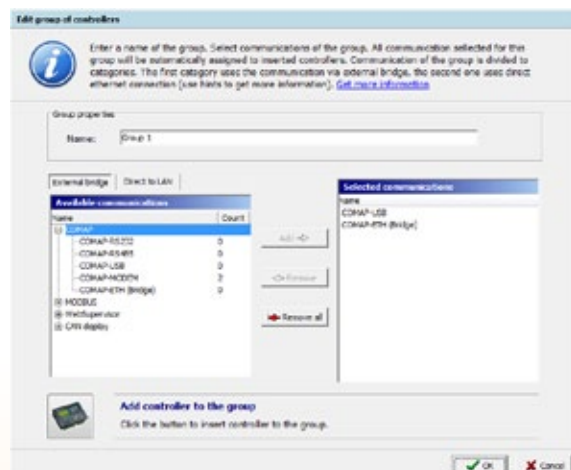 Edit group of controllers
Enter a name of the group. Select communications of the group. All communication selected for this
group will be automatically assigned to inserted controllers. Communication of the group is divided to
categories. The first category uses the communication via external bridge, the second one uses direct
ethernet connection (use hints to get more information). Get more information
Group properties
Name: Group 1
External bridge Direct to LAN
Available communications
Name Count
COMAP
COMAP-RS232 0
COMAP-RS485 0
COMAP-USB 0
COMAP-MODEM 2
COMAP-ETH (Bridge) 0
MODBUS
WebSupervisor
CAN display
Add
Remove
Remove all
Selected communications
Name
COMAP-USB
COMAP-ETH (Bridge)
Add controller to the group
Click the button to insert controller to the group.
OK Cancel